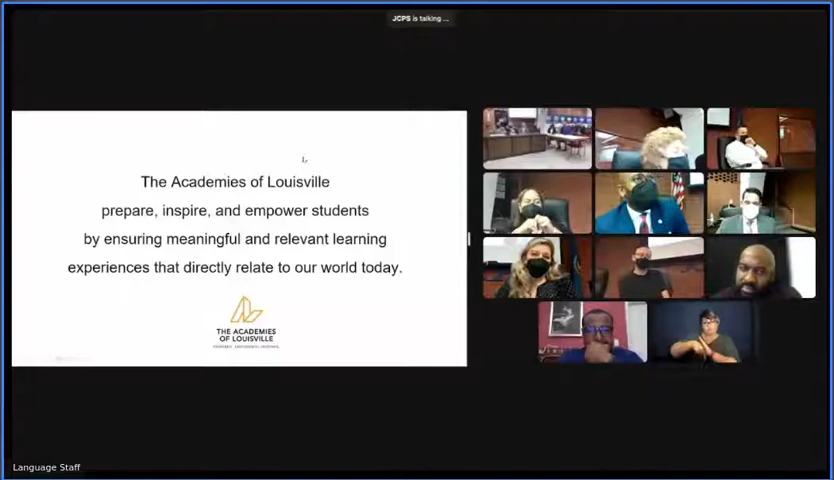 JCPS is talking ...
The Academies of Louisville
prepare, inspire, and empower students
by ensuring meaningful and relevant learning
experiences that directly relate to our world today.
THE ACADEMIES
OF LOUISVILLE
Language Staff